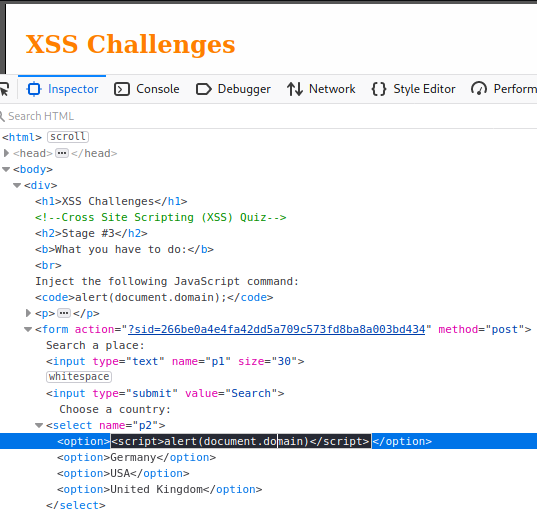 XSS Challenges
Inspector Console Debugger Network Style Editor Perform
Search HTML
<html> scroll
<head> ··· </head>
<body>
<div>
<h1>XSS Challenges</h1>
<!--Cross Site Scripting (XSS) Quiz-->
<h2>Stage #3</h2>
<b>What you have to do:</b>
<br>
Inject the following JavaScript command:
<code>alert(document.domain);</code>
<p> ··· </p>
<form action="?sid=266be0a4e4fa42dd5a709c573fd8ba8a003bd434" method="post">
Search a place:
<input type="text" name="p1" size="30">
whitespace
<input type="submit" value="Search">
Choose a country:
<select name="p2">
<option><script>alert(document.domain)</script></option>
<option>Germany</option>
<option>USA</option>
<option>United Kingdom</option>
</select>